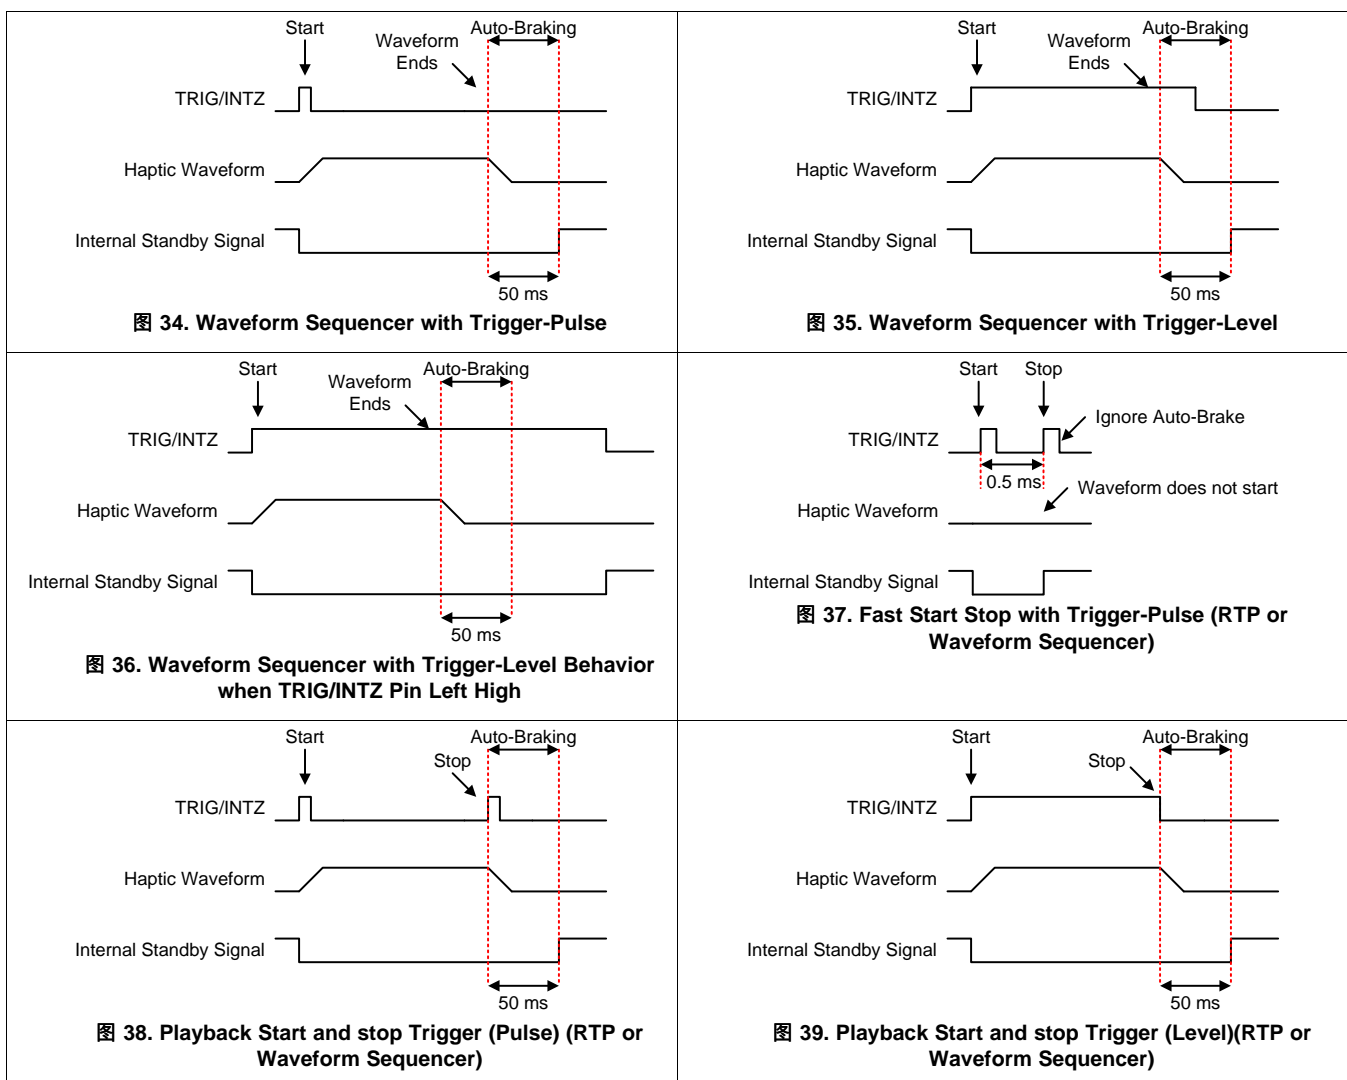 Start
Auto-Braking
Waveform
Ends
TRIG/INTZ
Haptic Waveform
Internal Standby Signal
50 ms
图 34. Waveform Sequencer with Trigger-Pulse
Start
Auto-Braking
Waveform
Ends
TRIG/INTZ
Haptic Waveform
Internal Standby Signal
50 ms
图 35. Waveform Sequencer with Trigger-Level
Start
Auto-Braking
Waveform
Ends
TRIG/INTZ
Haptic Waveform
Internal Standby Signal
50 ms
图 36. Waveform Sequencer with Trigger-Level Behavior
when TRIG/INTZ Pin Left High
Start
Stop
Ignore Auto-Brake
TRIG/INTZ
0.5 ms
Waveform does not start
Haptic Waveform
Internal Standby Signal
图 37. Fast Start Stop with Trigger-Pulse (RTP or
Waveform Sequencer)
Start
Auto-Braking
Stop
TRIG/INTZ
Haptic Waveform
Internal Standby Signal
50 ms
图 38. Playback Start and stop Trigger (Pulse) (RTP or
Waveform Sequencer)
Start
Auto-Braking
Stop
TRIG/INTZ
Haptic Waveform
Internal Standby Signal
50 ms
图 39. Playback Start and stop Trigger (Level)(RTP or
Waveform Sequencer)